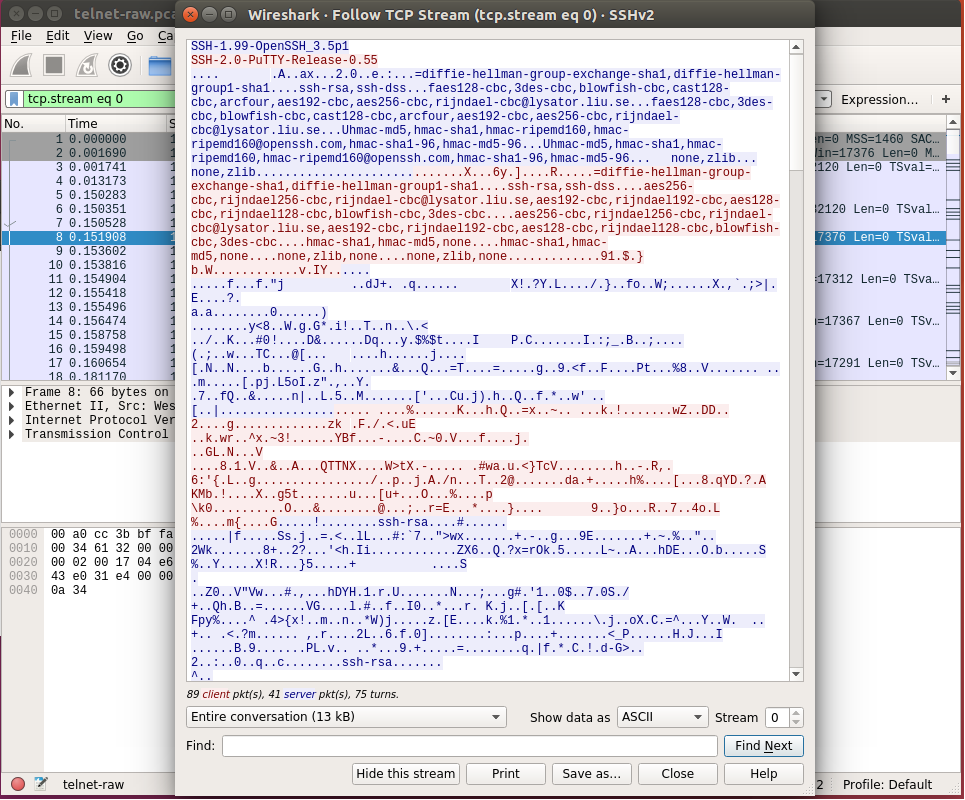 telnet-raw.pca
Wireshark · Follow TCP Stream (tcp.stream eq 0) · SSHv2
File Edit View Go Ca
tcp.stream eq 0
Expression… +
No. Time S
1 0.000000 1
2 0.001690 1
3 0.001741 1
4 0.013173 1
5 0.150283 1
6 0.150351 1
7 0.150528 1
8 0.151908 1
9 0.153602 1
10 0.153816 1
11 0.154904 1
12 0.155418 1
13 0.155496 1
14 0.156474 1
15 0.158758 1
16 0.159498 1
17 0.160654 1
18 0.181170 1
n=0 MSS=1460 SAC…
Win=17376 Len=0 M…
2120 Len=0 TSval=…
32120 Len=0 TSval…
17376 Len=0 TSval…
=17312 Len=0 TSv…
n=17367 Len=0 TS…
=17291 Len=0 TSv…
Frame 8: 66 bytes on
Ethernet II, Src: Wes
Internet Protocol Ver
Transmission Control
0000 00 a0 cc 3b bf fa
0010 00 34 61 32 00 00
0020 00 02 00 17 04 e6
0030 43 e0 31 e4 00 00
0040 0a 34
SSH-1.99-OpenSSH_3.5p1
SSH-2.0-PuTTY-Release-0.55
.... .A..ax...2.0..e.:...=diffie-hellman-group-exchange-sha1,diffie-hellman-
group1-sha1....ssh-rsa,ssh-dss...faes128-cbc,3des-cbc,blowfish-cbc,cast128-
cbc,arcfour,aes192-cbc,aes256-cbc,rijndael-cbc@lysator.liu.se...faes128-cbc,3des-
cbc,blowfish-cbc,cast128-cbc,arcfour,aes192-cbc,aes256-cbc,rijndael-
cbc@lysator.liu.se...Uhmac-md5,hmac-sha1,hmac-ripemd160,hmac-
ripemd160@openssh.com,hmac-sha1-96,hmac-md5-96...Uhmac-md5,hmac-sha1,hmac-
ripemd160,hmac-ripemd160@openssh.com,hmac-sha1-96,hmac-md5-96... none,zlib...
none,zlib......................X...6y.]....R.....=diffie-hellman-group-
exchange-sha1,diffie-hellman-group1-sha1....ssh-rsa,ssh-dss....aes256-
cbc,rijndael256-cbc,rijndael-cbc@lysator.liu.se,aes192-cbc,rijndael192-cbc,aes128-
cbc,rijndael128-cbc,blowfish-cbc,3des-cbc....aes256-cbc,rijndael256-cbc,rijndael-
cbc@lysator.liu.se,aes192-cbc,rijndael192-cbc,aes128-cbc,rijndael128-cbc,blowfish-
cbc,3des-cbc....hmac-sha1,hmac-md5,none....hmac-sha1,hmac-
md5,none....none,zlib,none....none,zlib,none.............91.$.}
b.W............v.IY......
.....f...f."j ..dJ+. .q...... X!.?Y.L..../.}..fo..W;......X.,`.;>|.
E....?.
a.a........0......)
........y<8..W.g.G*.i!..T..n..\.<
../..K...#0!....D&......Dq...y.$%$t....I P.C.......I.:;_.B..;....
(.;..w...TC...@[... ....h......j....
[.N..N....b......G..h.......&...Q...=T....=.....g..9.<f..F....Pt...%8..V....... ...
.m.....[.pj.L5oI.z".,..Y.
.7..fQ..&.....n|..L.5..M.......['...Cu.j).h..Q..f.*..w' ..
[..|..................... ....%......K...h.Q..=x..~.. ...k.!.......wZ..DD..
2....g.............zk .F./.<.uE
..k.wr..^x.~3!......YBf...-....C.~0.V...f....j.
..GL.N...V
....8.1.V..&..A...QTTNX....W>tX.-..... .#wa.u.<}TcV........h..-.R,.
6:'{.L..g................/..p..j.A./n...T..2@.......da.+.....h%....[...8.qYD.?.A
KMb.!....X..g5t.......u...[u+...O...%....p
\k0..........O...&........@...;..r=E...*....}.... 9..}o...R..7..4o.L
%....m{....G.....!........ssh-rsa....#......
.....|f.....Ss.j..=.<..lL...#:`7..">wx.......+.-..g...9E.......+.~.%.."..
2Wk.......8+..2?...'<h.Ii............ZX6..Q.?x=rOk.5.....L~..A...hDE...O.b.....S
%..Y.....X!R...}5.....+ ....S
.
..Z0..V"Vw...#.,...hDYH.1.r.U.......N...;...g#.'1..0$..7.0S./
+..Qh.B..=......VG....l.#..f..I0..*...r. K.j..[.[..K
Fpy%....^ .4>{x!..m..n..*W)j.....z.[E....k.%1.*..1......\.j..oX.C.=^...Y..W. ..
+.. .<.?m...... ,.r....2L..6.f.0]........:...p....+.......<_P......H.J...I
......B.9.......PL.v.. ..*...9.+.....=........q.|f.*.C.!.d-G>..
2..:..0..q..c........ssh-rsa.......
^..
89 client pkt(s), 41 server pkt(s), 75 turns.
Entire conversation (13 kB) Show data as ASCII Stream 0
Find: Find Next
Hide this stream Print Save as… Close Help
telnet-raw
2 Profile: Default